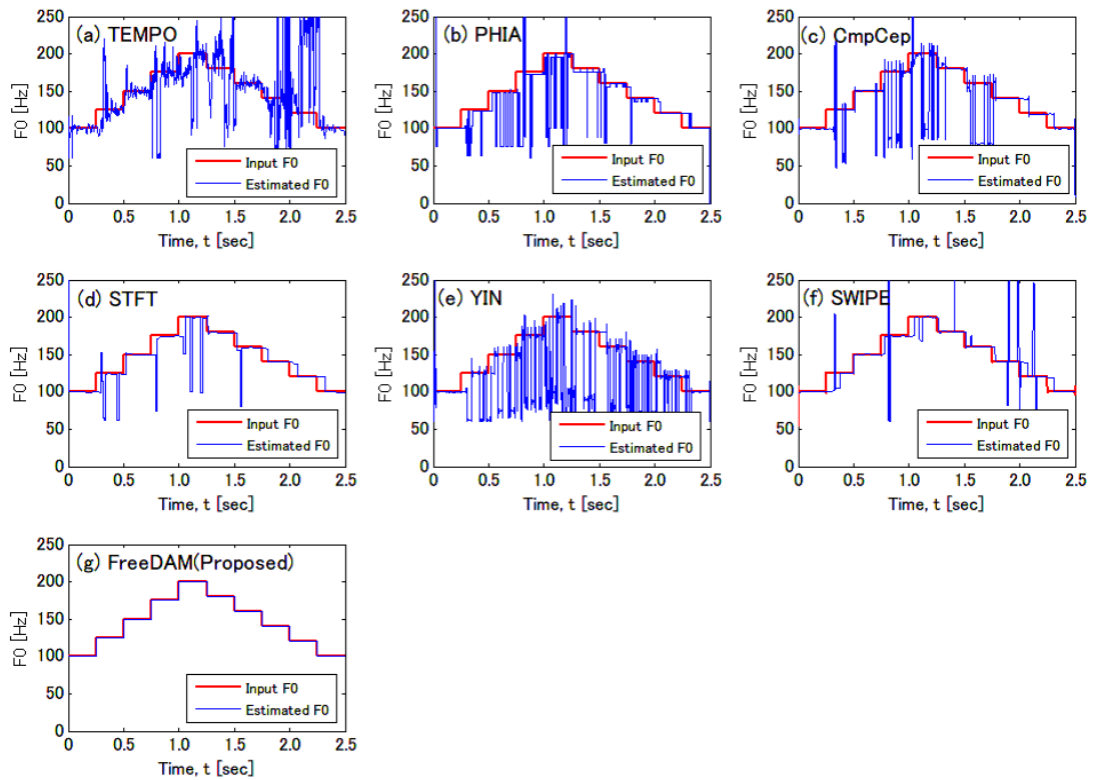 (a) TEMPO
250
200
150
100
50
0
F0 [Hz]
Input F0
Estimated F0
0 0.5 1.0 1.5 2.0 2.5
Time, t [sec]
(b) PHIA
250
200
150
100
50
0
F0 [Hz]
Input F0
Estimated F0
0 0.5 1.0 1.5 2.0 2.5
Time, t [sec]
(c) CmpCep
250
200
150
100
50
0
F0 [Hz]
Input F0
Estimated F0
0 0.5 1.0 1.5 2.0 2.5
Time, t [sec]
(d) STFT
250
200
150
100
50
0
F0 [Hz]
Input F0
Estimated F0
0 0.5 1.0 1.5 2.0 2.5
Time, t [sec]
(e) YIN
250
200
150
100
50
0
F0 [Hz]
Input F0
Estimated F0
0 0.5 1.0 1.5 2.0 2.5
Time, t [sec]
(f) SWIPE
250
200
150
100
50
0
F0 [Hz]
Input F0
Estimated F0
0 0.5 1.0 1.5 2.0 2.5
Time, t [sec]
(g) FreeDAM(Proposed)
250
200
150
100
50
0
F0 [Hz]
Input F0
Estimated F0
0 0.5 1.0 1.5 2.0 2.5
Time, t [sec]